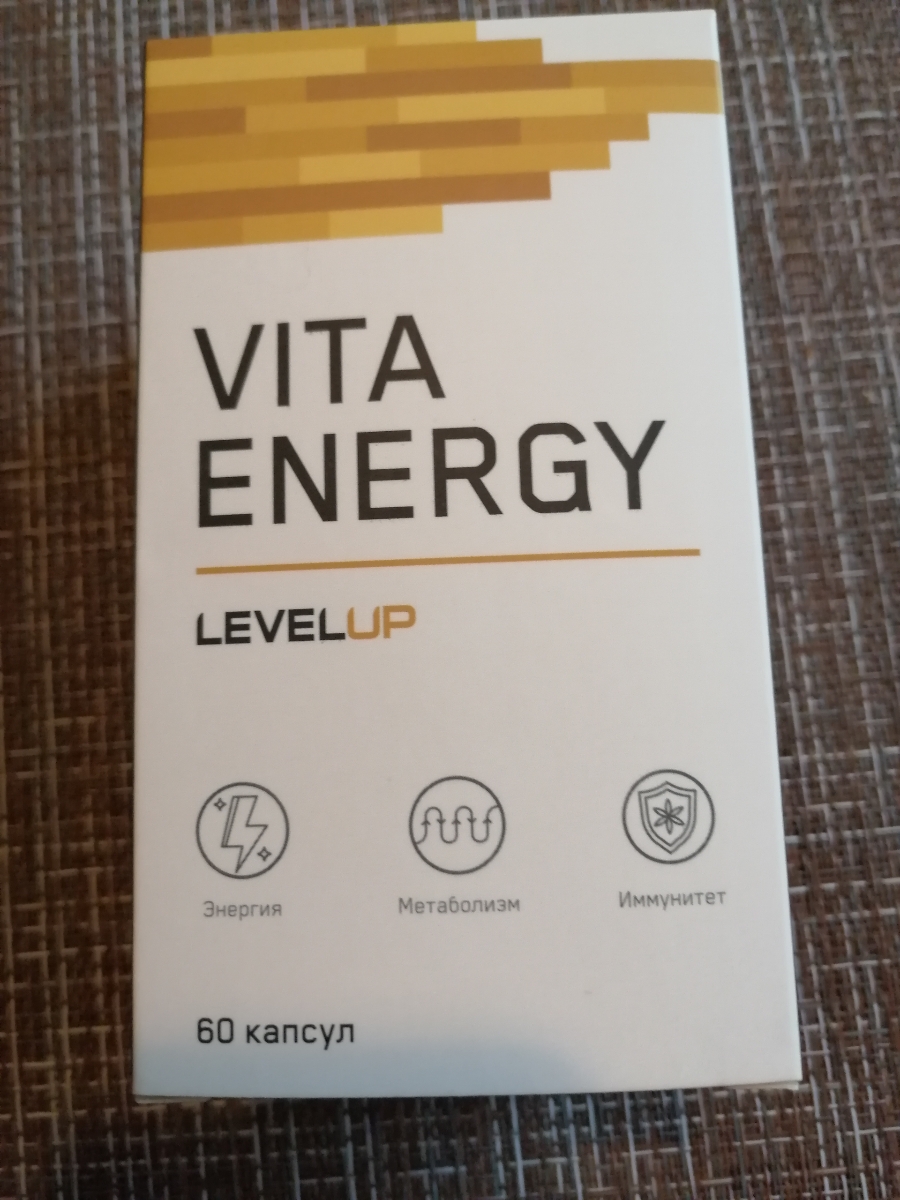 VITA
ENERGY
LEVELUP
Энергия
Метаболизм
Иммунитет
60 капсул